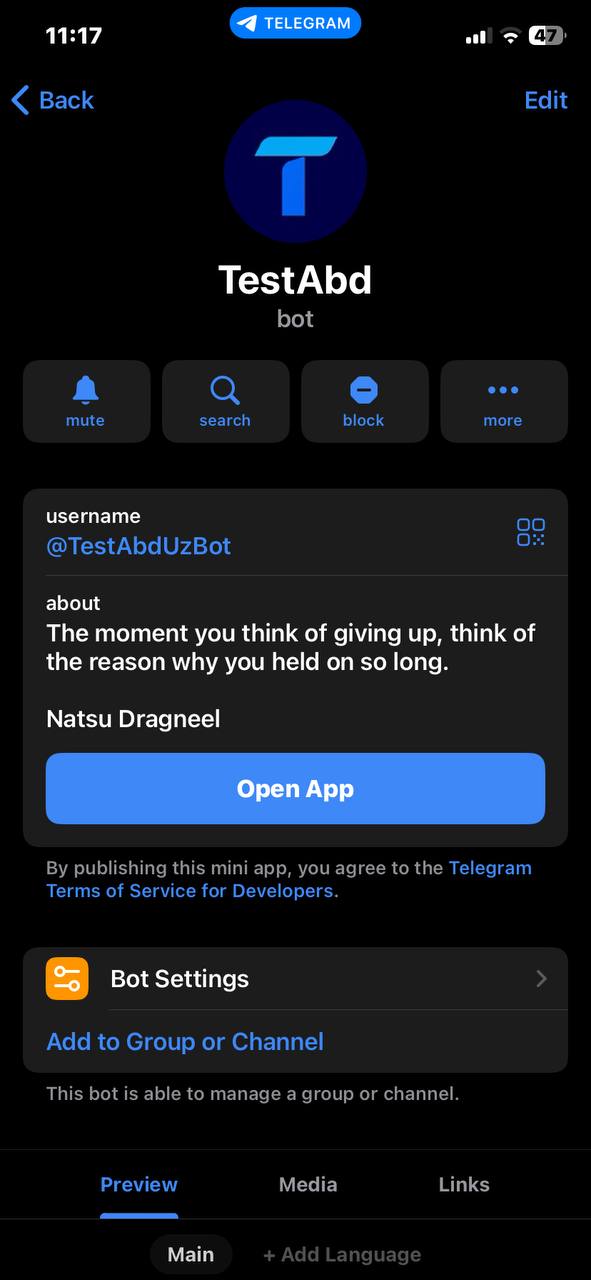 11:17
TELEGRAM
47
Back
Edit
TestAbd
bot
mute
search
block
more
username
@TestAbdUzBot
about
The moment you think of giving up, think of
the reason why you held on so long.
Natsu Dragneel
Open App
By publishing this mini app, you agree to the Telegram
Terms of Service for Developers.
Bot Settings
Add to Group or Channel
This bot is able to manage a group or channel.
Preview
Media
Links
Main
+ Add Language